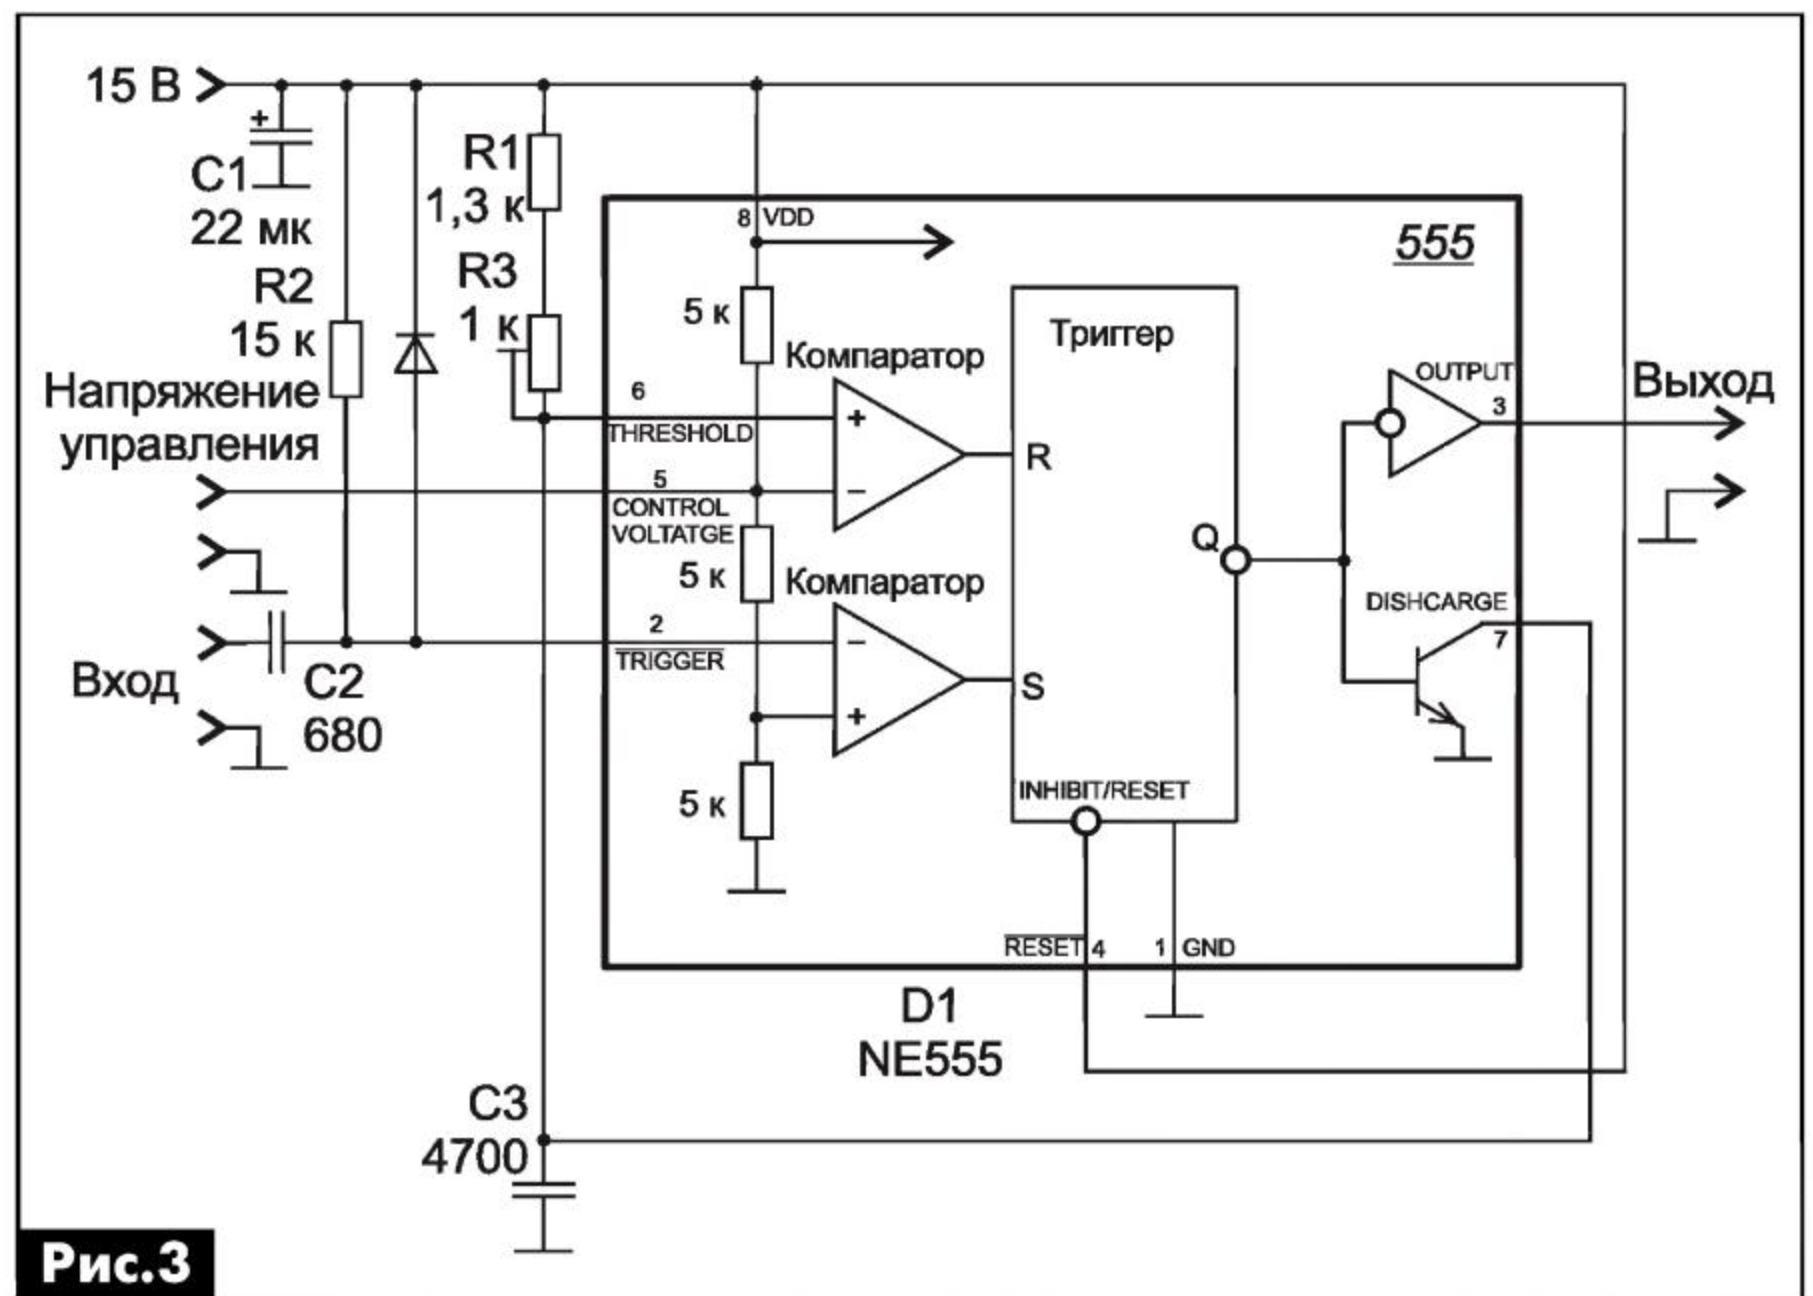 15 В
+
C1
22 мк
R1
1,3 к
R2
15 к
R3
1 к
Напряжение
управления
Вход
C2
680
C3
4700
8 VDD
555
5 к
Компаратор
Триггер
6
THRESHOLD
+
5
CONTROL
VOLTATGE
−
R
5 к
Компаратор
2
TRIGGER
−
S
+
5 к
Q
OUTPUT
3
Выход
DISHCARGE
7
INHIBIT/RESET
RESET 4
1 GND
D1
NE555
Рис.3